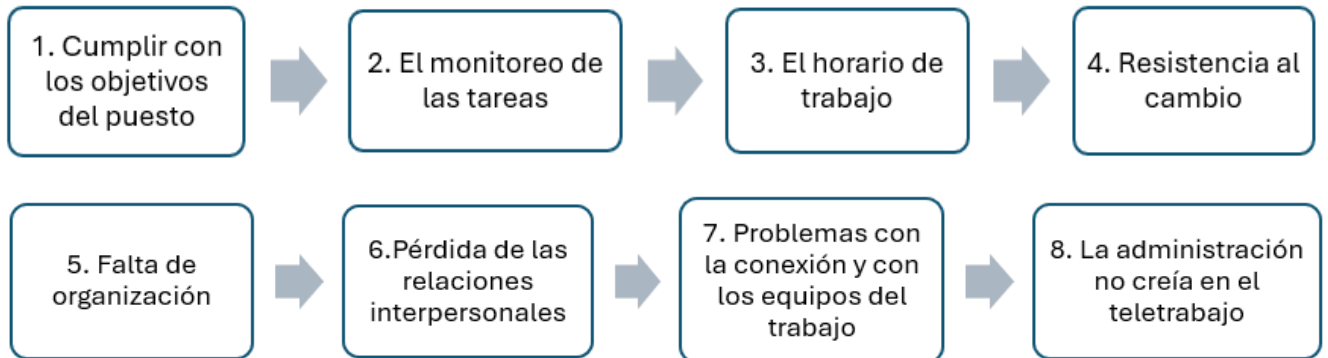 1. Cumplir con
los objetivos
del puesto
2. El monitoreo de
las tareas
3. El horario de
trabajo
4. Resistencia al
cambio
5. Falta de
organización
6.Pérdida de las
relaciones
interpersonales
7. Problemas con
la conexión y con
los equipos del
trabajo
8. La administración
no creía en el
teletrabajo